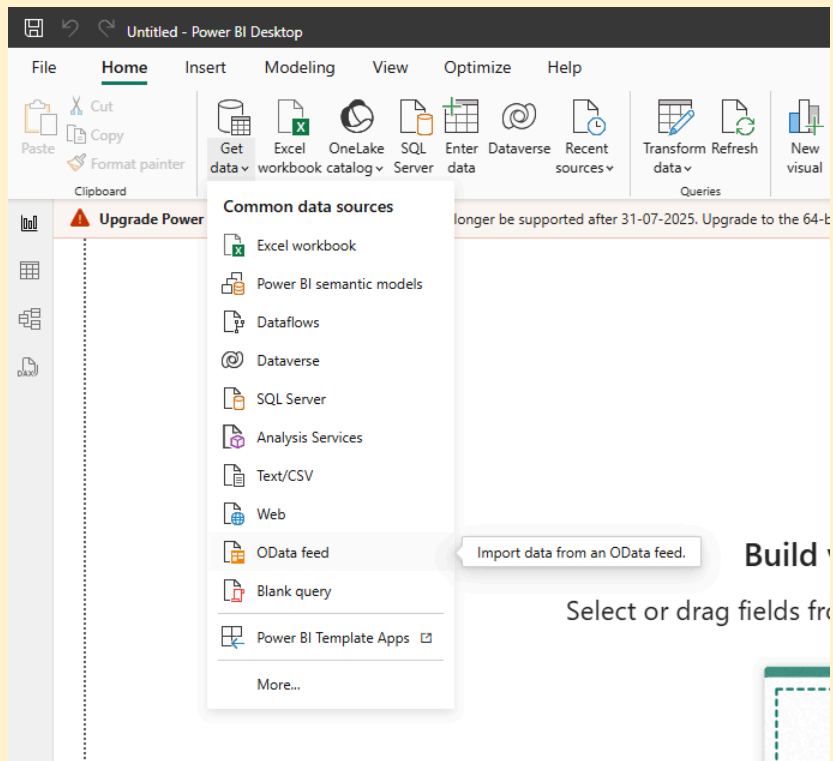 Untitled - Power BI Desktop
File Home Insert Modeling View Optimize Help
Paste
Cut
Copy
Format painter
Clipboard
Get data
Excel workbook
OneLake catalog
SQL Server
Enter data
Dataverse
Recent sources
Transform data
Refresh
Queries
New visual
Upgrade Power longer be supported after 31-07-2025. Upgrade to the 64-b
Common data sources
Excel workbook
Power BI semantic models
Dataflows
Dataverse
SQL Server
Analysis Services
Text/CSV
Web
OData feed
Import data from an OData feed.
Blank query
Power BI Template Apps
More...
Build
Select or drag fields fro
DAX